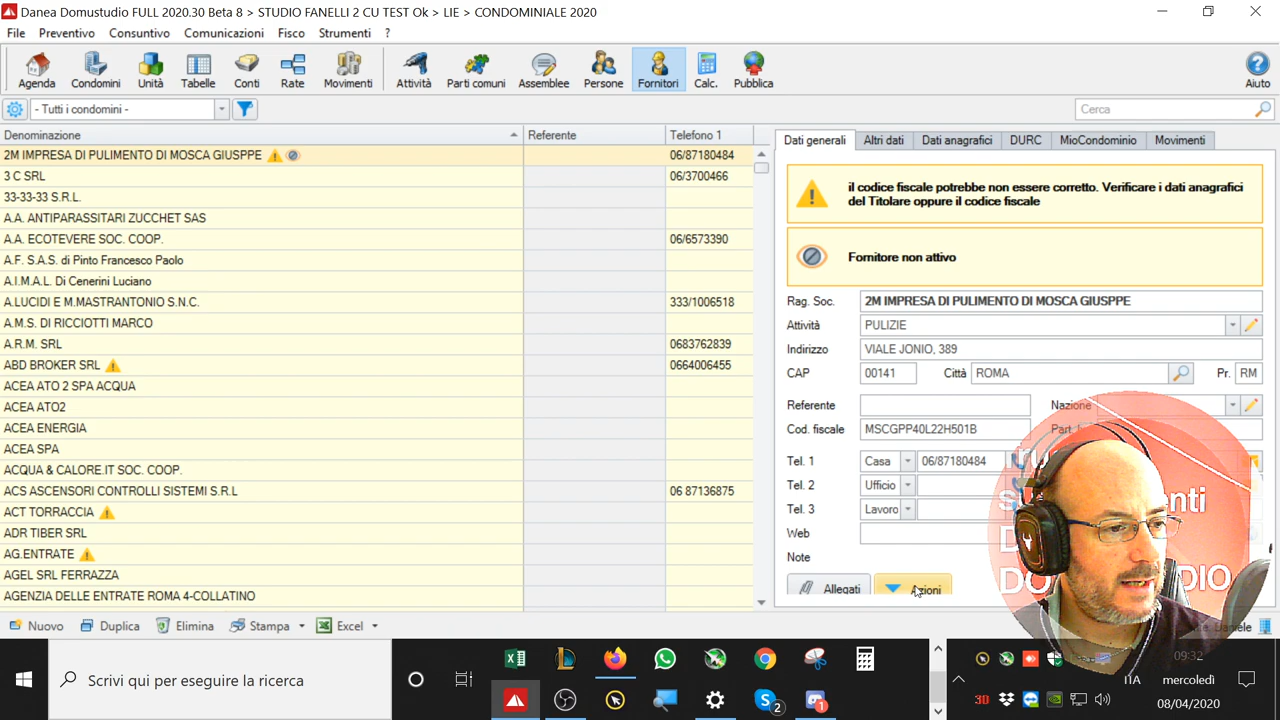 Danea Domustudio FULL 2020.30 Beta 8 > STUDIO FANELLI 2 CU TEST Ok > LIE > CONDOMINIALE 2020
File Preventivo Consuntivo Comunicazioni Fisco Strumenti ?
Agenda Condomini Unità Tabelle Conti Rate Movimenti Attività Parti comuni Assemblee Persone Fornitori Calc. Pubblica Aiuto
- Tutti i condomini - Cerca
Denominazione Referente Telefono 1
2M IMPRESA DI PULIMENTO DI MOSCA GIUSPPE 06/87180484
3 C SRL 06/3700466
33-33-33 S.R.L.
A.A. ANTIPARASSITARI ZUCCHET SAS
A.A. ECOTEVERE SOC. COOP. 06/6573390
A.F. S.A.S. di Pinto Francesco Paolo
A.I.M.A.L. Di Cenerini Luciano
A.LUCIDI E M.MASTRANTONIO S.N.C. 333/1006518
A.M.S. DI RICCIOTTI MARCO
A.R.M. SRL 0683762839
ABD BROKER SRL 0664006455
ACEA ATO 2 SPA ACQUA
ACEA ATO2
ACEA ENERGIA
ACEA SPA
ACQUA & CALORE.IT SOC. COOP.
ACS ASCENSORI CONTROLLI SISTEMI S.R.L 06 87136875
ACT TORRACCIA
ADR TIBER SRL
AG.ENTRATE
AGEL SRL FERRAZZA
AGENZIA DELLE ENTRATE ROMA 4-COLLATINO
Dati generali Altri dati Dati anagrafici DURC MioCondominio Movimenti
il codice fiscale potrebbe non essere corretto. Verificare i dati anagrafici
del Titolare oppure il codice fiscale
Fornitore non attivo
Rag. Soc. 2M IMPRESA DI PULIMENTO DI MOSCA GIUSPPE
Attività PULIZIE
Indirizzo VIALE JONIO, 389
CAP 00141 Città ROMA Pr. RM
Referente Nazione
Cod. fiscale MSCGPP40L22H501B Part.
Tel. 1 Casa 06/87180484
Tel. 2 Ufficio
Tel. 3 Lavoro
Web
Note
Allegati Azioni
Nuovo Duplica Elimina Stampa Excel
Scrivi qui per eseguire la ricerca
2
1
30
ITA
09:32
mercoledì
08/04/2020